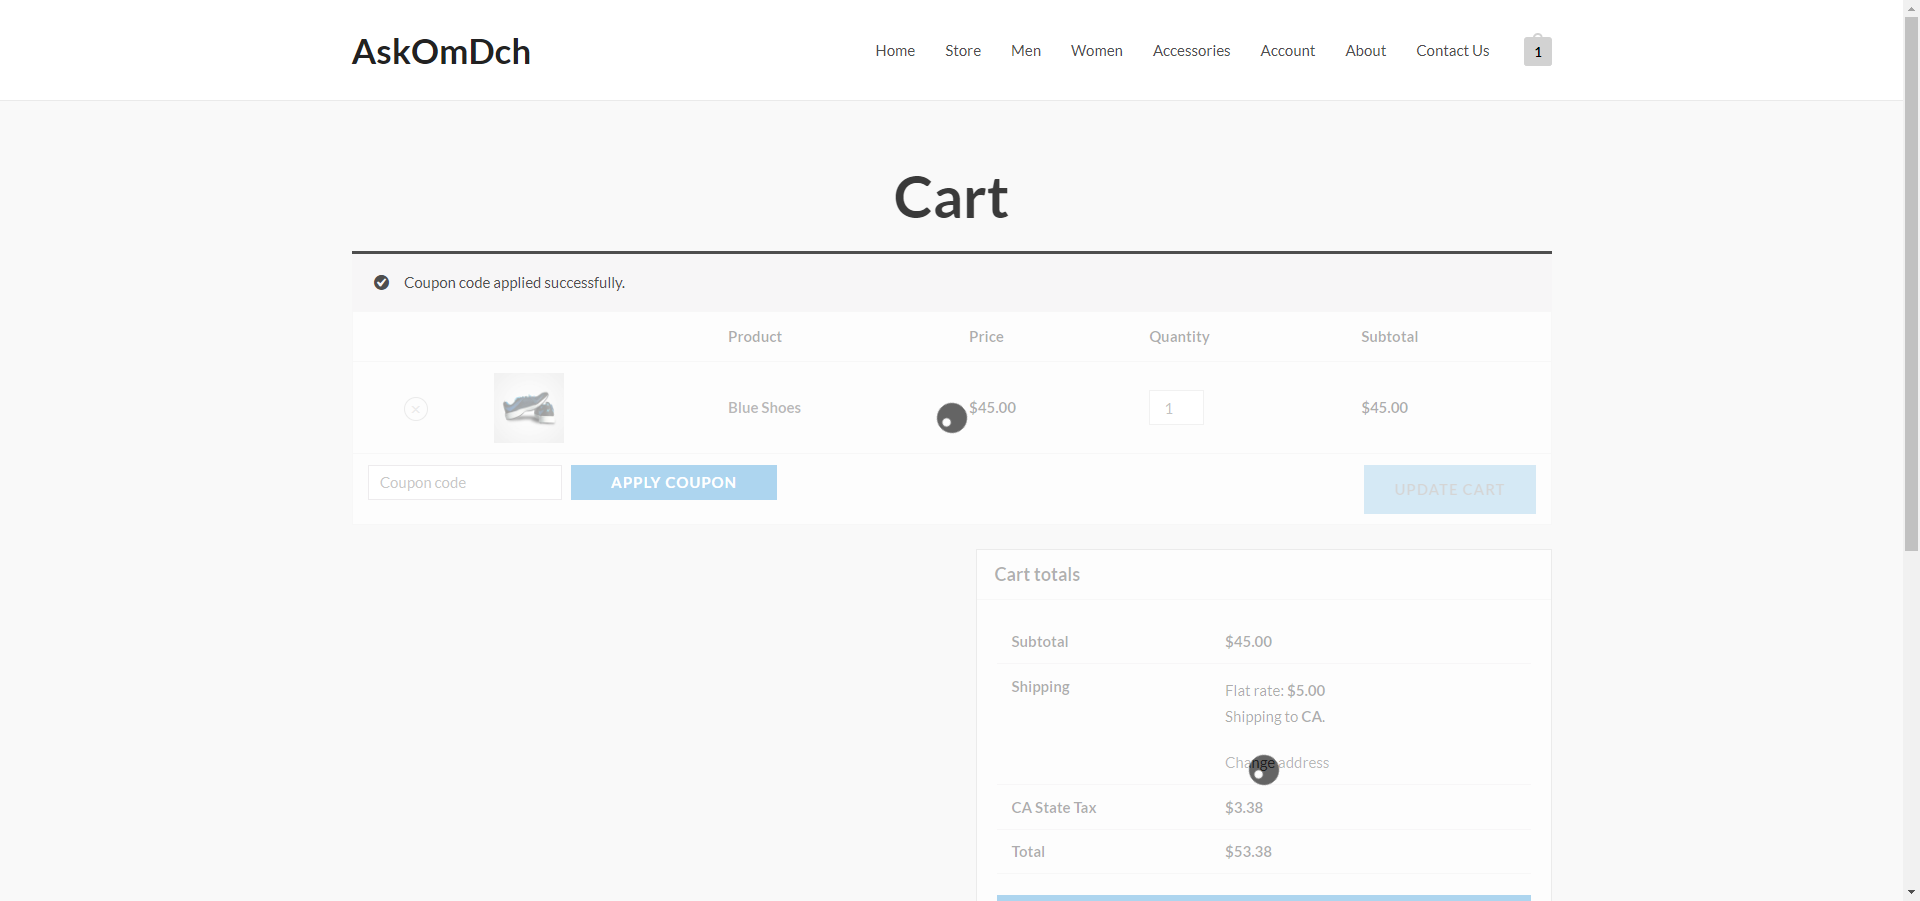 AskOmDch
Home Store Men Women Accessories Account About Contact Us 1
Cart
Coupon code applied successfully.
Product Price Quantity Subtotal
Blue Shoes $45.00 1 $45.00
Coupon code APPLY COUPON UPDATE CART
Cart totals
Subtotal $45.00
Shipping Flat rate: $5.00
Shipping to CA.
Change address
CA State Tax $3.38
Total $53.38